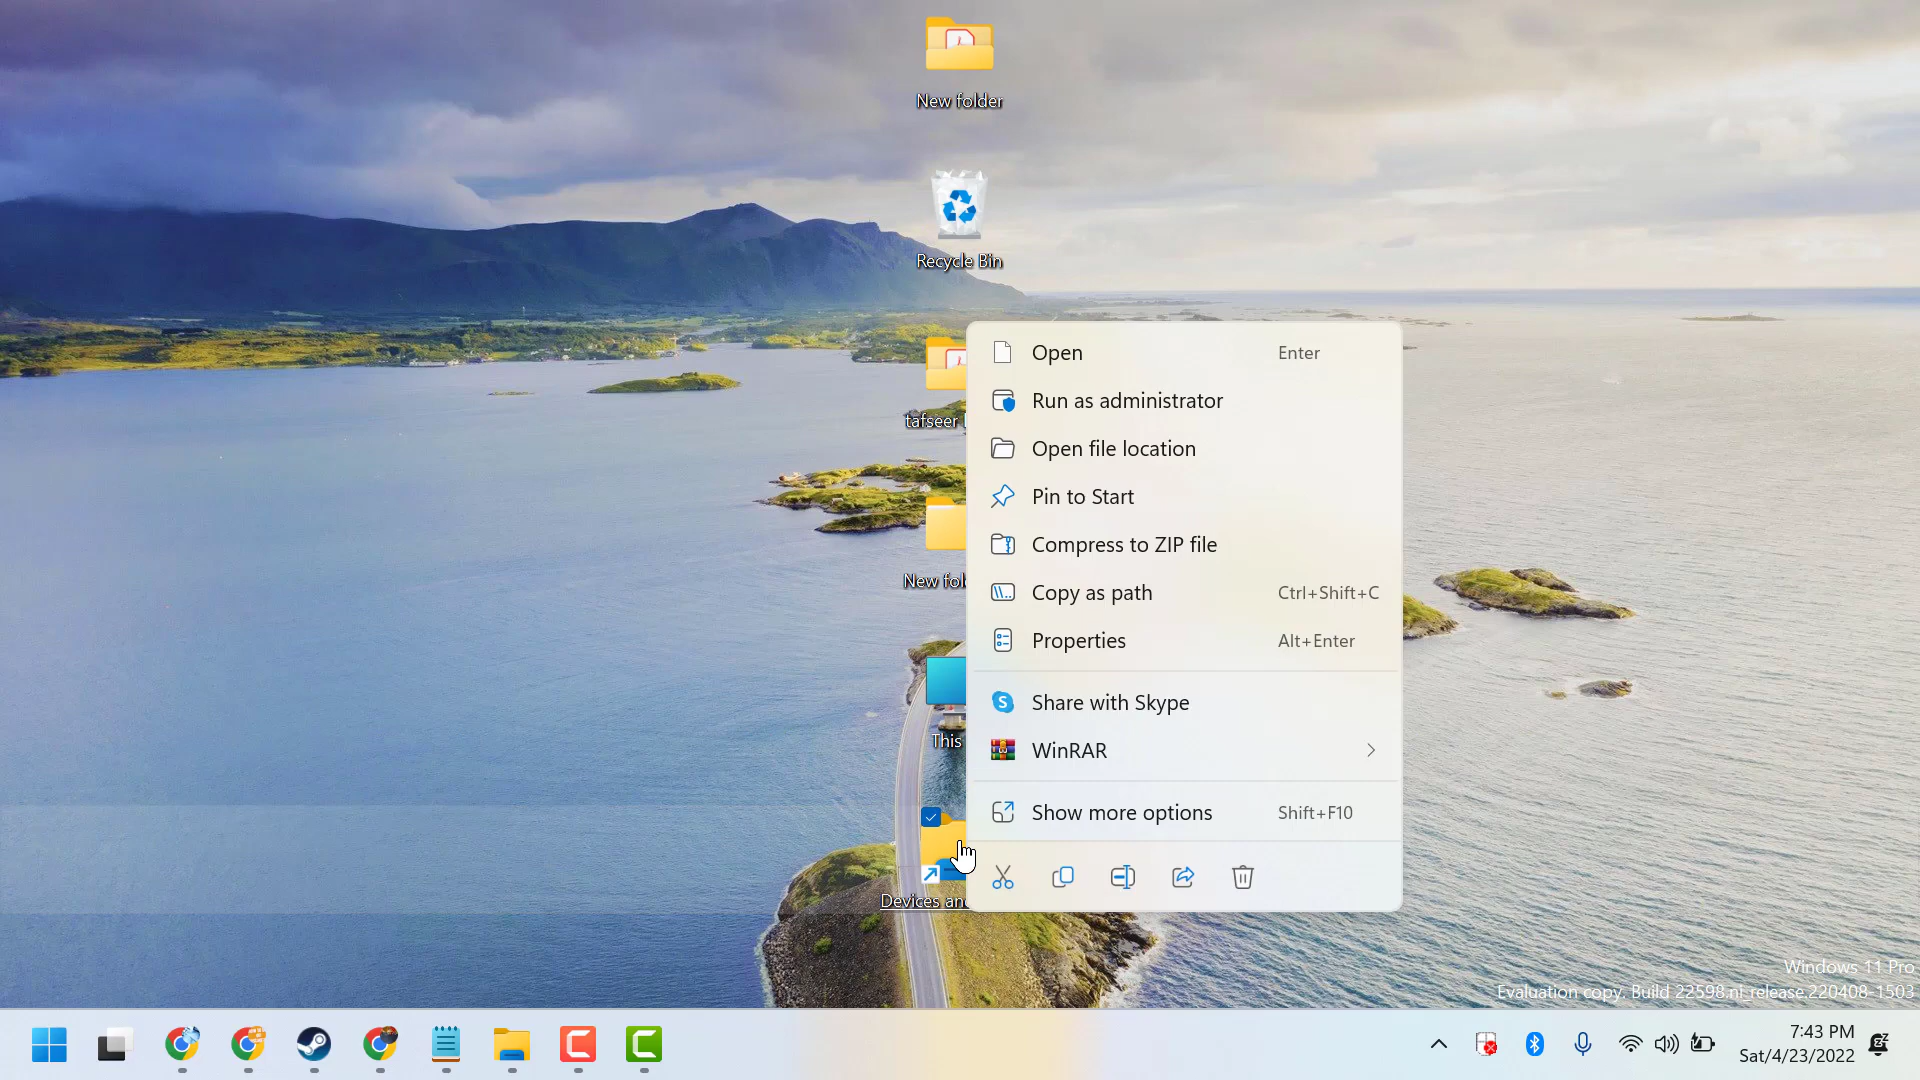 New folder
Recycle Bin
tafseer
New fol
This
Devices and
Open Enter
Run as administrator
Open file location
Pin to Start
Compress to ZIP file
Copy as path Ctrl+Shift+C
Properties Alt+Enter
Share with Skype
WinRAR
Show more options Shift+F10
Windows 11 Pro
Evaluation copy. Build 22598.ni_release.220408-1503
7:43 PM
Sat/4/23/2022